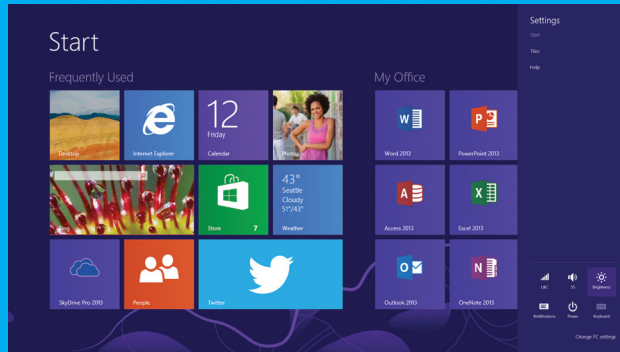 Start
Settings
Start
Tiles
Help
Frequently Used
My Office
Desktop
Internet Explorer
12
Friday
Calendar
Photos
Word 2013
PowerPoint 2013
Bing
Store 7
43°
Seattle
Cloudy
51°/43°
Weather
Access 2013
Excel 2013
SkyDrive Pro 2013
People
Twitter
Outlook 2013
OneNote 2013
50
Brightness
Notifications
Power
Keyboard
Change PC settings